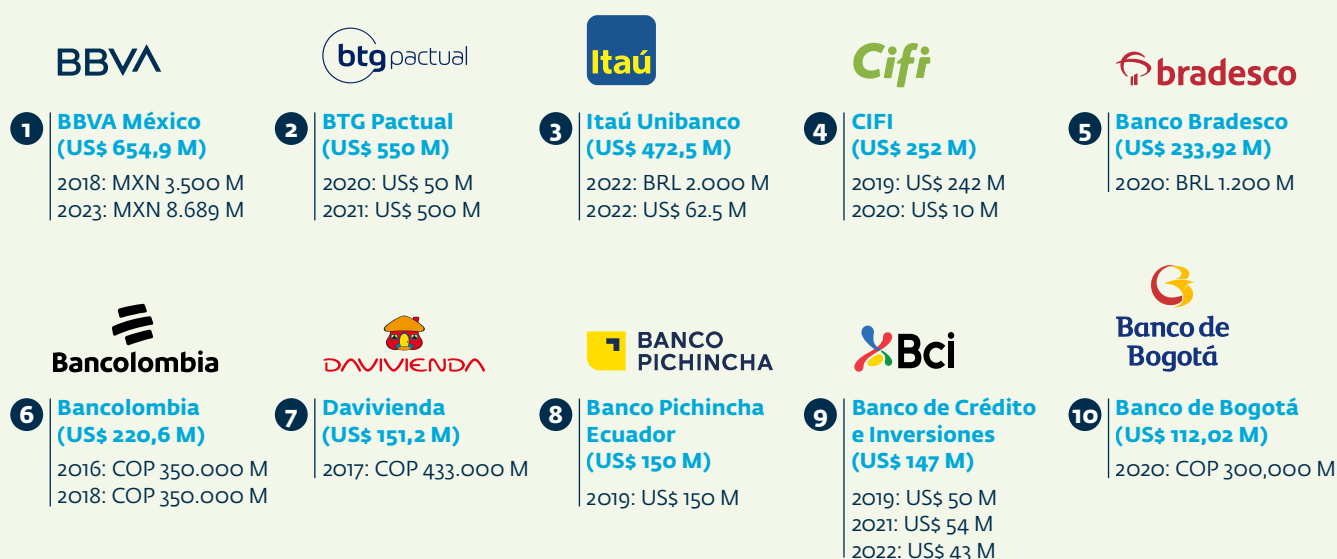 BBVA
btg pactual
Itaú
Cifi
bradesco
1
BBVA México
(US$ 654,9 M)
2018: MXN 3.500 M
2023: MXN 8.689 M
2
BTG Pactual
(US$ 550 M)
2020: US$ 50 M
2021: US$ 500 M
3
Itaú Unibanco
(US$ 472,5 M)
2022: BRL 2.000 M
2022: US$ 62.5 M
4
CIFI
(US$ 252 M)
2019: US$ 242 M
2020: US$ 10 M
5
Banco Bradesco
(US$ 233,92 M)
2020: BRL 1.200 M
Bancolombia
DAVIVIENDA
BANCO
PICHINCHA
Bci
Banco de
Bogotá
6
Bancolombia
(US$ 220,6 M)
2016: COP 350.000 M
2018: COP 350.000 M
7
Davivienda
(US$ 151,2 M)
2017: COP 433.000 M
8
Banco Pichincha
Ecuador
(US$ 150 M)
2019: US$ 150 M
9
Banco de Crédito
e Inversiones
(US$ 147 M)
2019: US$ 50 M
2021: US$ 54 M
2022: US$ 43 M
10
Banco de Bogotá
(US$ 112,02 M)
2020: COP 300,000 M